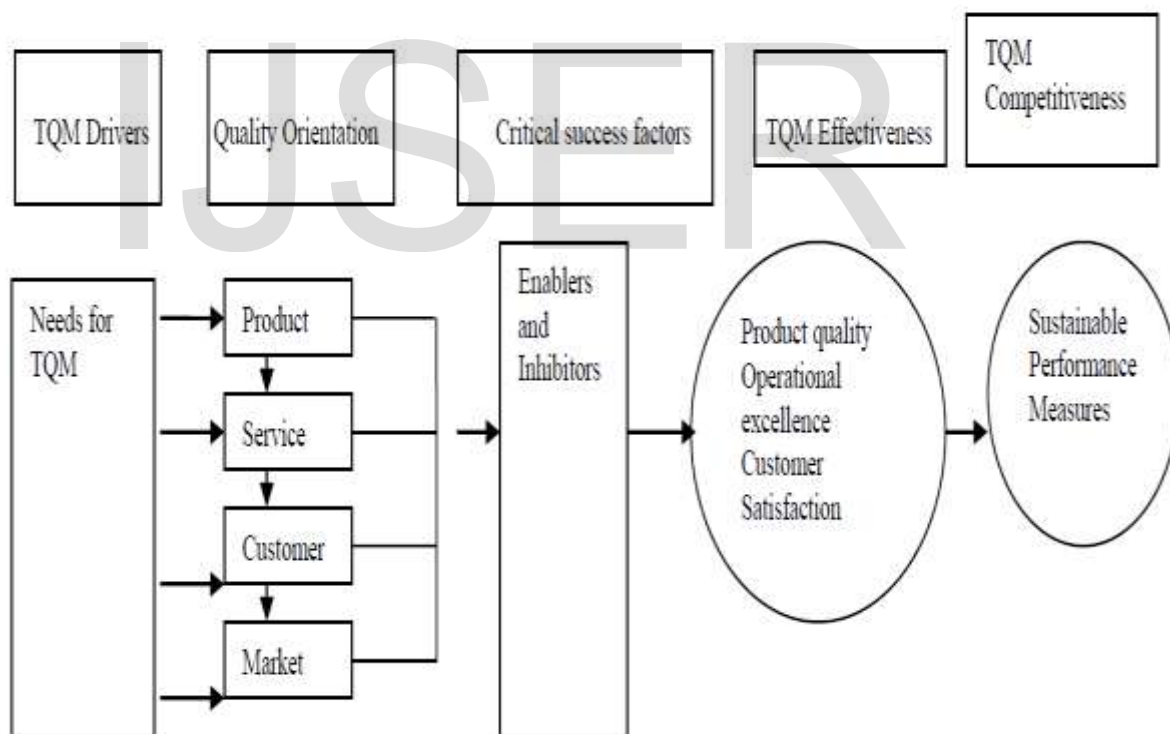 IJSER
TQM Drivers
Quality Orientation
Critical success factors
TQM Effectiveness
TQM
Competitiveness
Needs for
TQM
Product
Service
Customer
Market
Enablers
and
Inhibitors
Product quality
Operational
excellence
Customer
Satisfaction
Sustainable
Performance
Measures